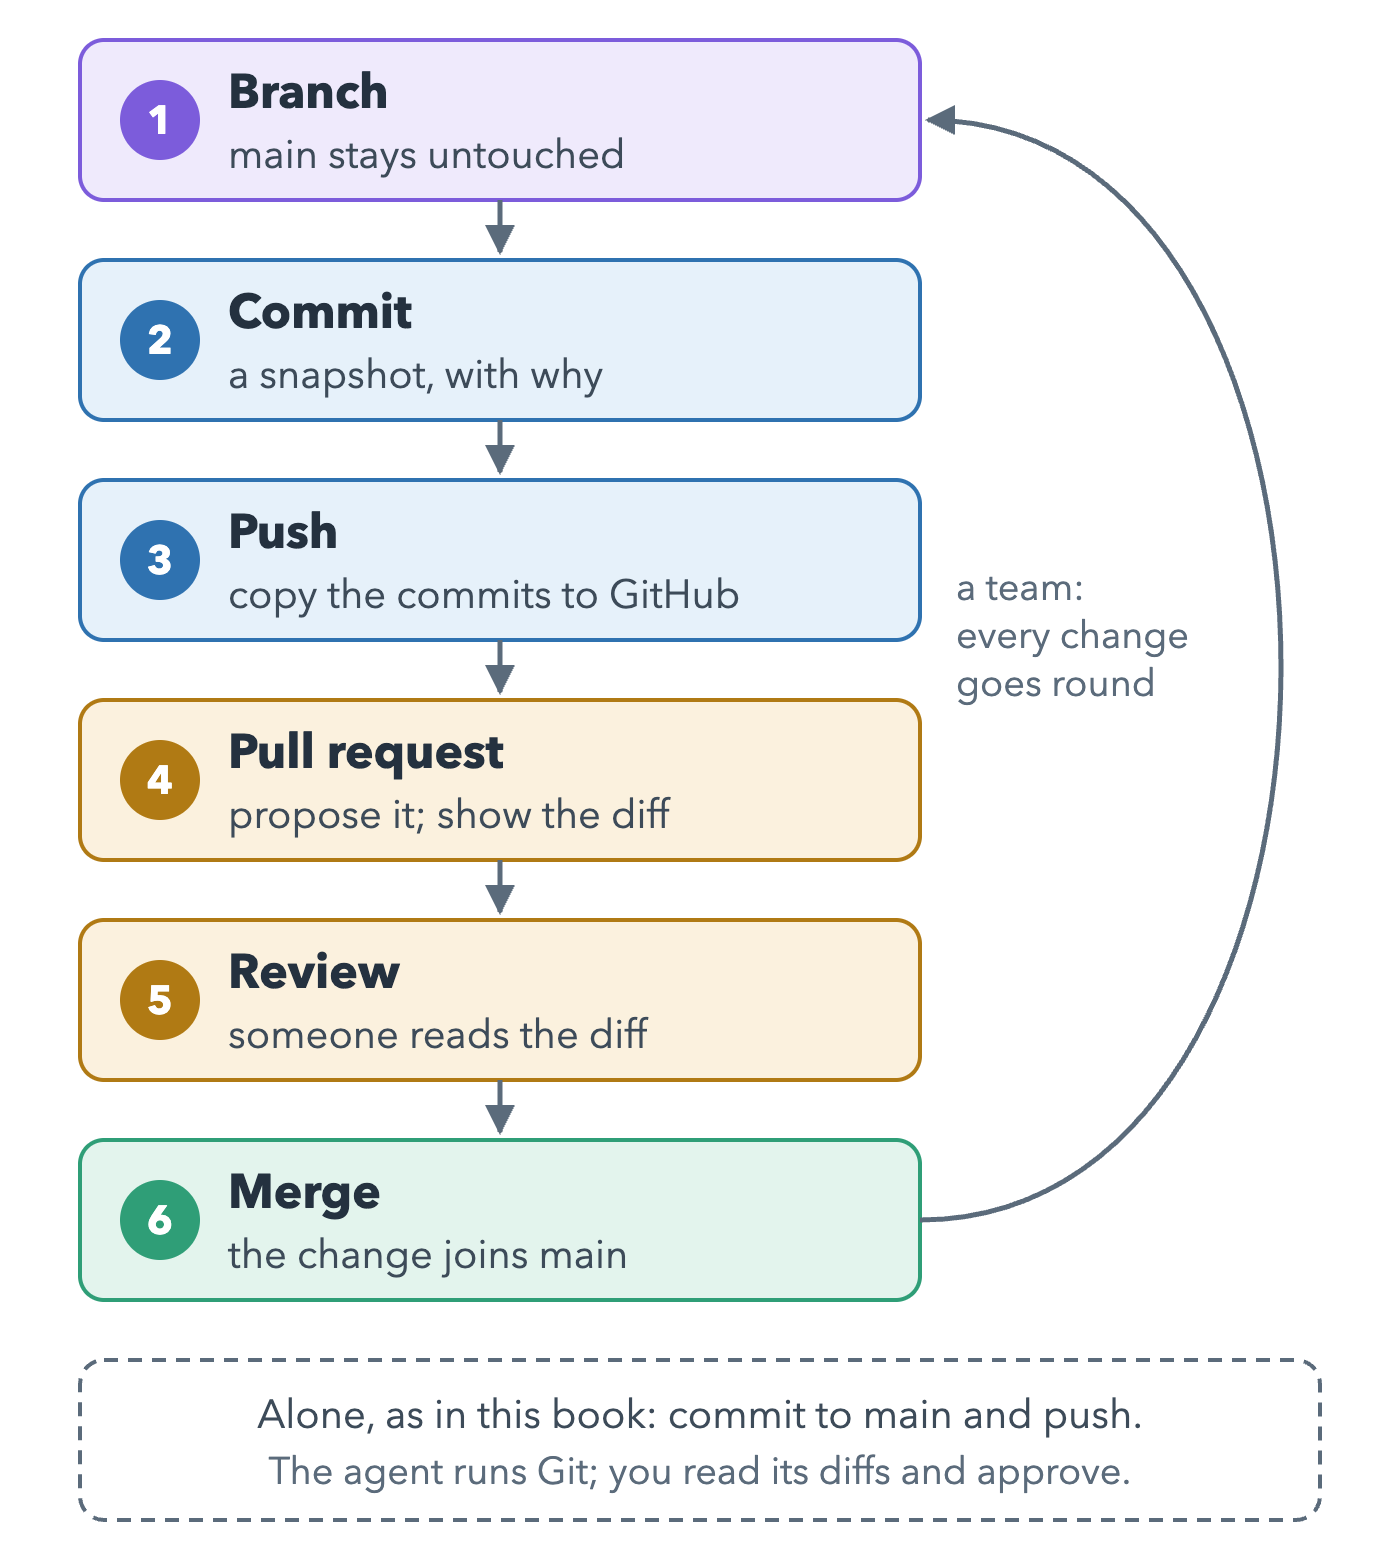 1
Branch
main stays untouched
2
Commit
a snapshot, with why
3
Push
copy the commits to GitHub
a team:
every change
goes round
4
Pull request
propose it; show the diff
5
Review
someone reads the diff
6
Merge
the change joins main
Alone, as in this book: commit to main and push.
The agent runs Git; you read its diffs and approve.